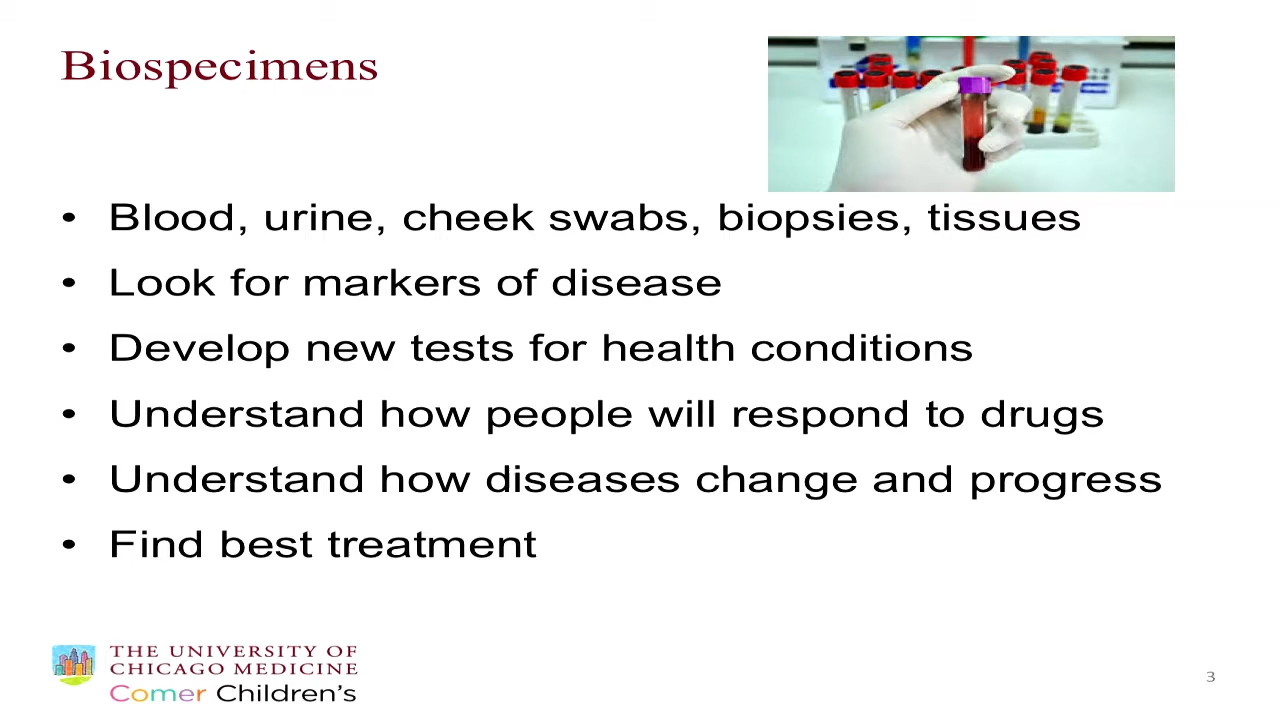 Biospecimens
• Blood, urine, cheek swabs, biopsies, tissues
• Look for markers of disease
• Develop new tests for health conditions
• Understand how people will respond to drugs
• Understand how diseases change and progress
• Find best treatment
THE UNIVERSITY OF
CHICAGO MEDICINE
Comer Children's
3